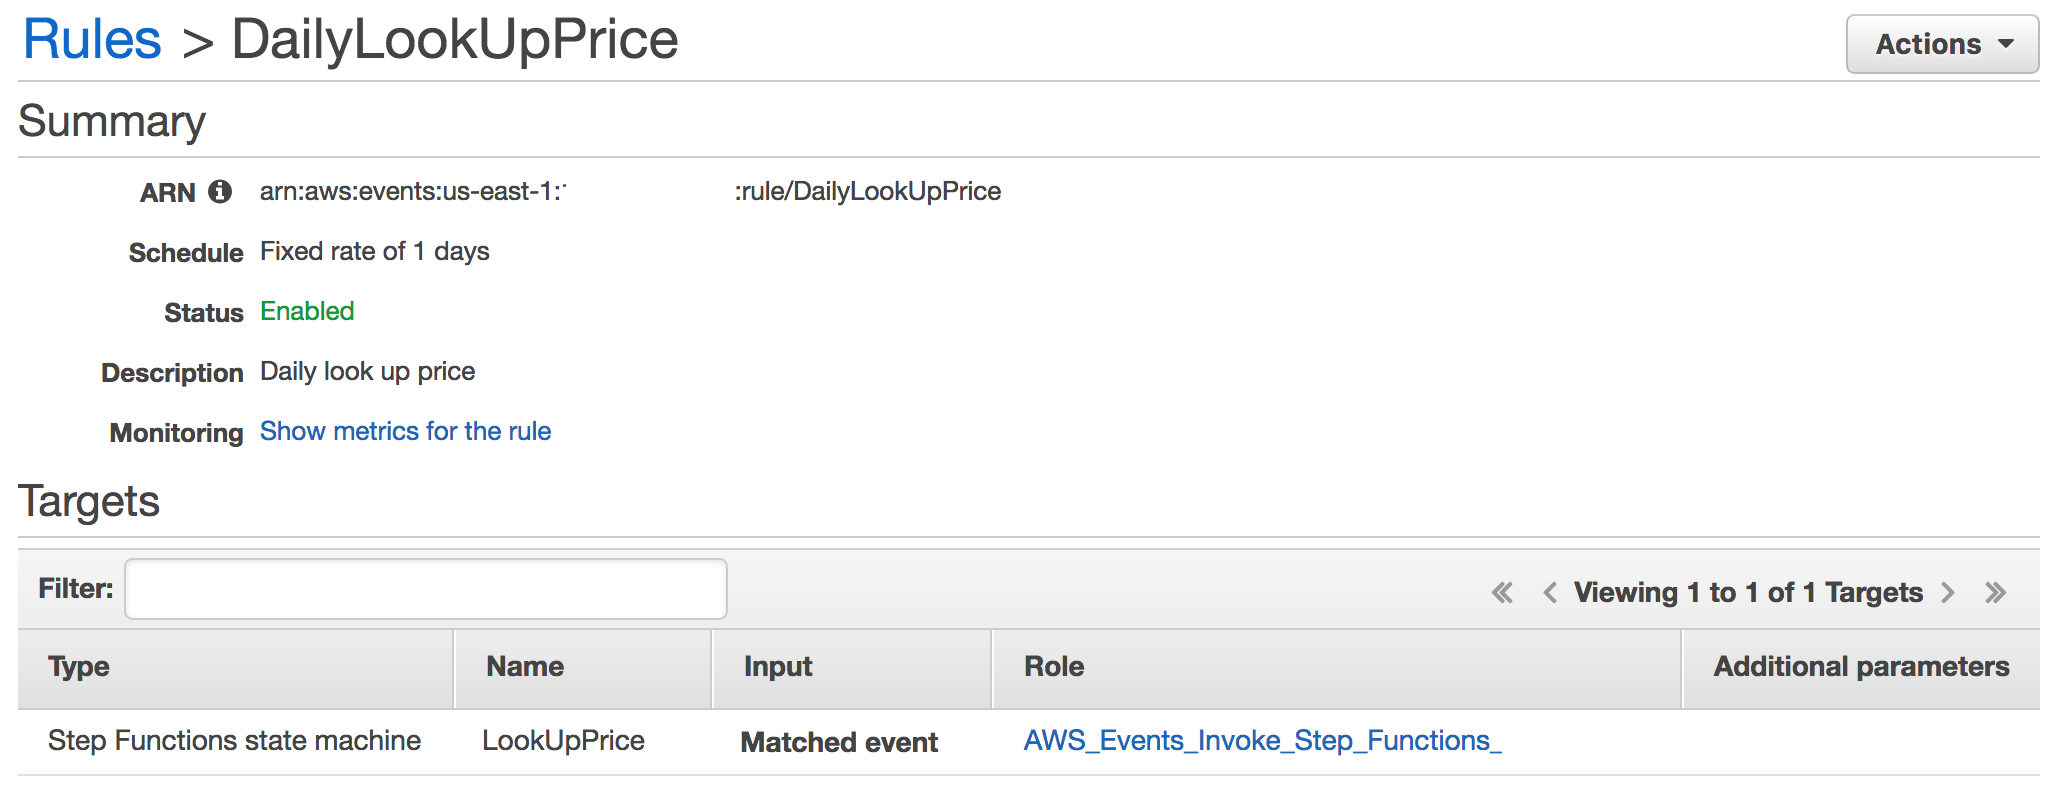 Rules > DailyLookUpPrice
Actions
Summary
ARN arn:aws:events:us-east-1: :rule/DailyLookUpPrice
Schedule Fixed rate of 1 days
Status Enabled
Description Daily look up price
Monitoring Show metrics for the rule
Targets
Filter: « < Viewing 1 to 1 of 1 Targets > »
Type Name Input Role Additional parameters
Step Functions state machine LookUpPrice Matched event AWS_Events_Invoke_Step_Functions_